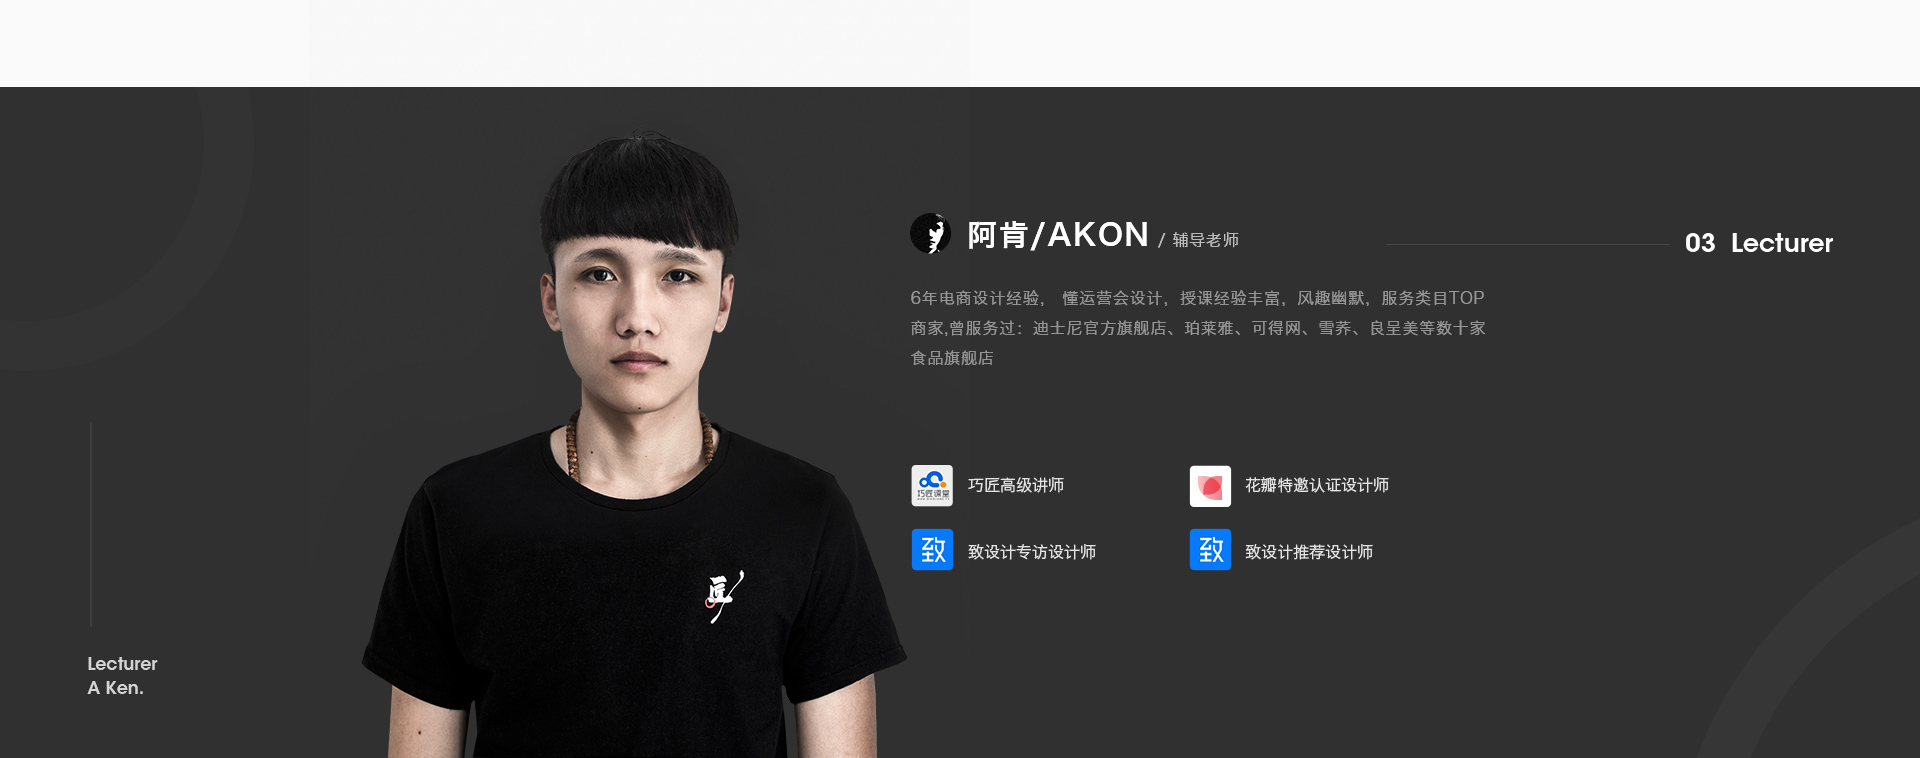 阿肯/AKON / 辅导老师
03 Lecturer
6年电商设计经验， 懂运营会设计，授课经验丰富，风趣幽默，服务类目TOP
商家,曾服务过：迪士尼官方旗舰店、珀莱雅、可得网、雪荞、良呈美等数十家
食品旗舰店
巧匠课堂
巧匠高级讲师
花瓣特邀认证设计师
致
致设计专访设计师
致
致设计推荐设计师
匠
Lecturer
A Ken.